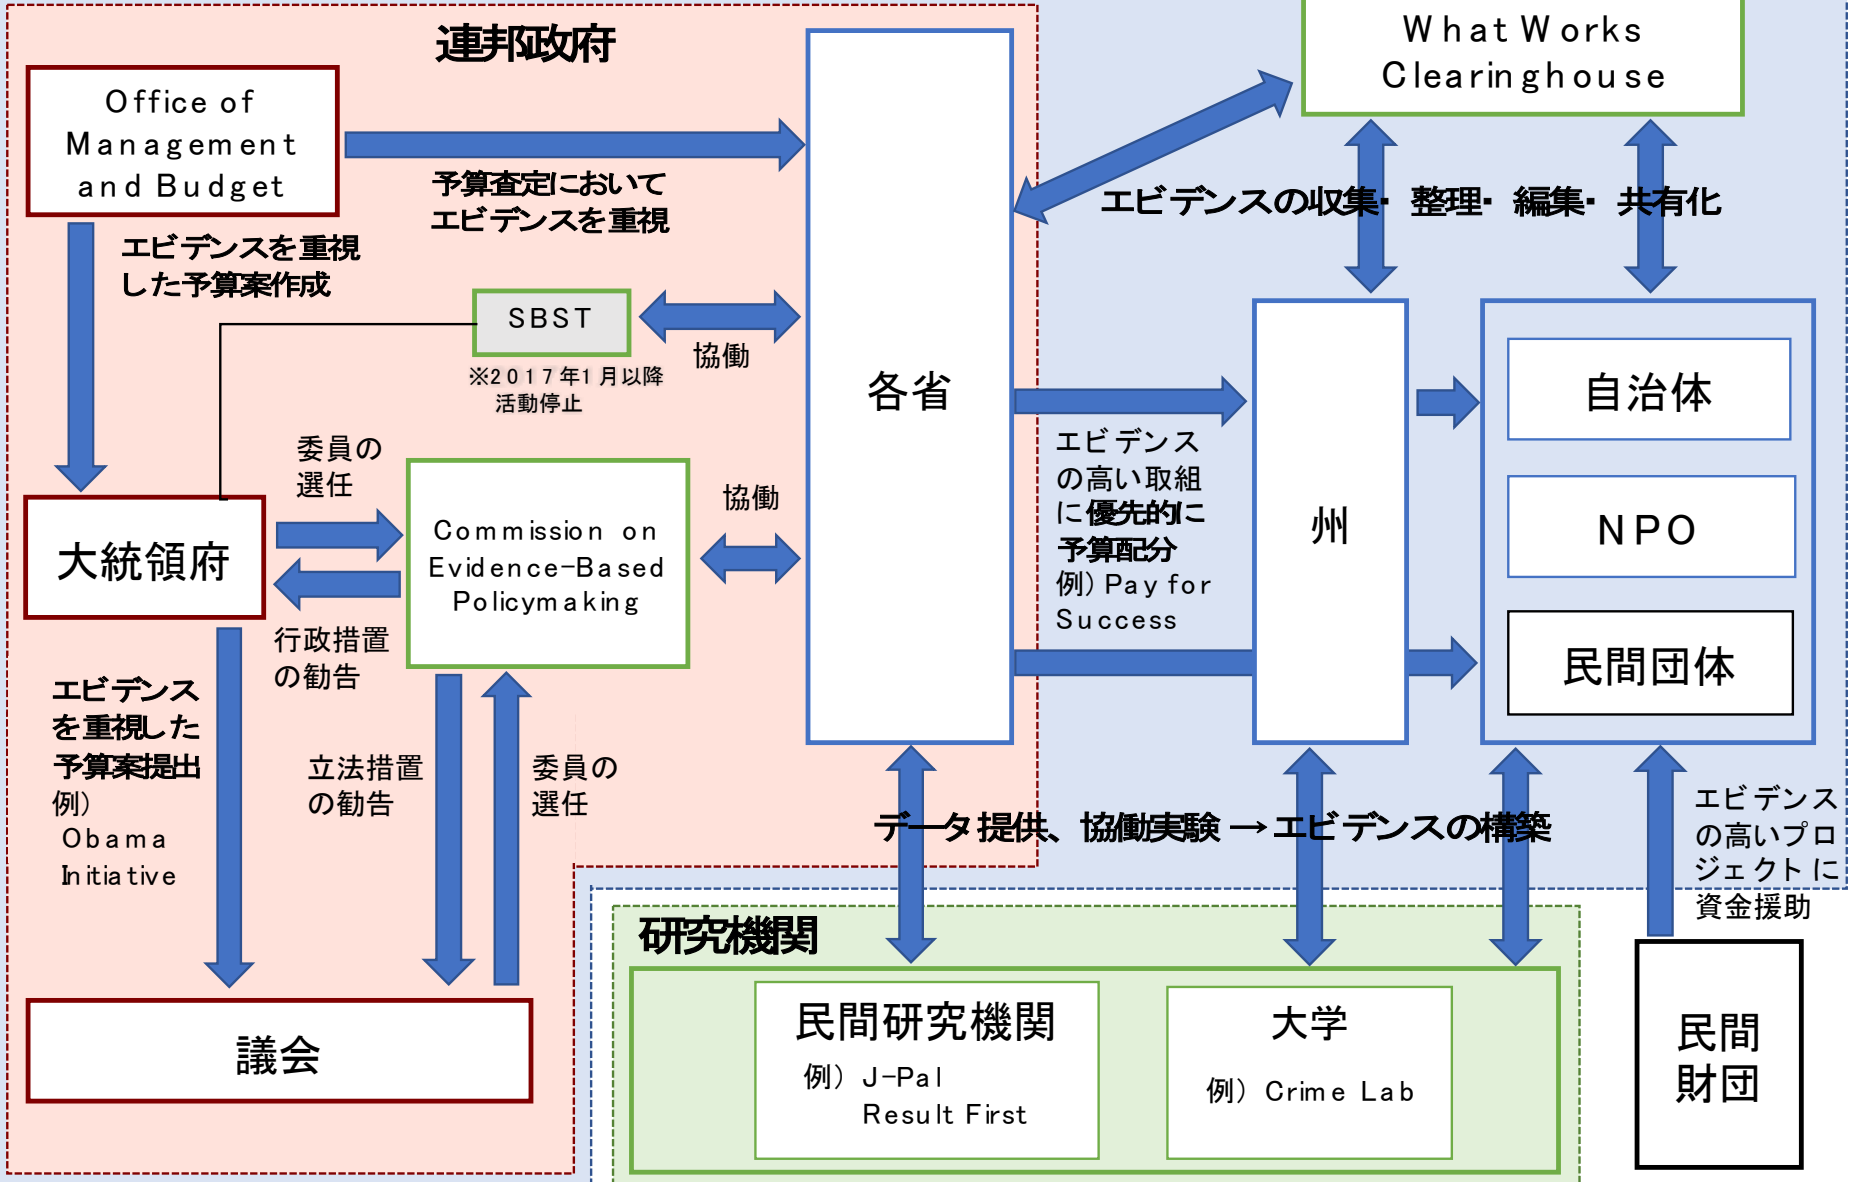 連邦政府
What Works
Clearinghouse
Office of
Management
and Budget
予算査定において
エビデンスを重視
エビデンスの収集・整理・編集・共有化
エビデンスを重視
した予算案作成
SBST
※2017年1月以降
活動停止
協働
各省
エビデンス
の高い取組
に優先的に
予算配分
例）Pay for
Success
州
自治体
NPO
民間団体
委員の
選任
大統領府
Commission on
Evidence-Based
Policymaking
協働
行政措置
の勧告
エビデンス
を重視した
予算案提出
例）
Obama
Initiative
立法措置
の勧告
委員の
選任
データ提供、協働実験→エビデンスの構築
エビデンス
の高いプロ
ジェクトに
資金援助
研究機関
民間研究機関
例）J-Pal
Result First
大学
例）Crime Lab
民間
財団
議会